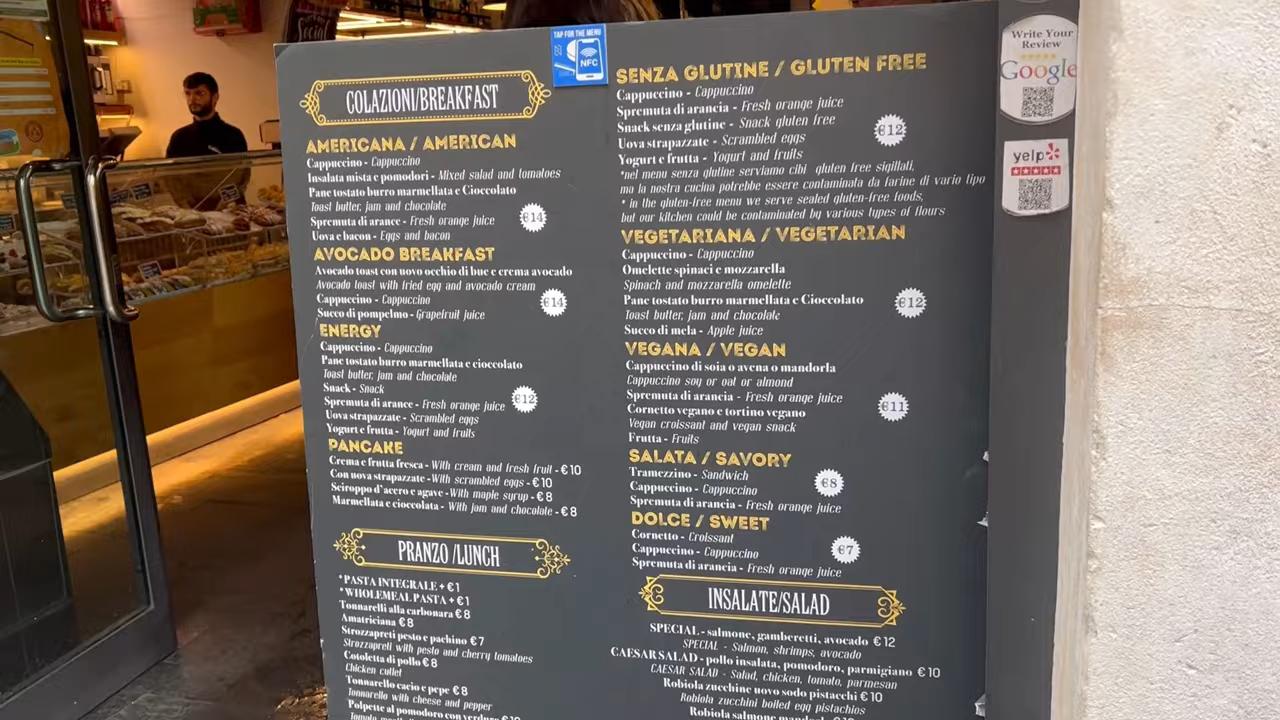 TAP FOR THE MENU
NFC
COLAZIONI/BREAKFAST
AMERICANA / AMERICAN
Cappuccino - Cappuccino
Insalata mista e pomodori - Mixed salad and tomatoes
Pane tostato burro marmellata e Cioccolato
Toast butter, jam and chocolate
Spremuta di arance - Fresh orange juice
€14
Uova e bacon - Eggs and bacon
AVOCADO BREAKFAST
Avocado toast con uovo occhio di bue e crema avocado
Avocado toast with fried egg and avocado cream
Cappuccino - Cappuccino
€14
Succo di pompelmo - Grapefruit juice
ENERGY
Cappuccino - Cappuccino
Pane tostato burro marmellata e cioccolato
Toast butter, jam and chocolate
Snack - Snack
Spremuta di arance - Fresh orange juice
€12
Uova strapazzate - Scrambled eggs
Yogurt e frutta - Yogurt and fruits
PANCAKE
Crema e frutta fresca - With cream and fresh fruit - €10
Con uova strapazzate - With scrambled eggs - €10
Sciroppo d'acero e agave - With maple syrup - €8
Marmellata e cioccolata - With jam and chocolate - €8
PRANZO /LUNCH
*PASTA INTEGRALE + €1
*WHOLEMEAL PASTA + €1
Tonnarelli alla carbonara €8
Amatriciana €8
Strozzapreti pesto e pachino €7
Strozzapreti with pesto and cherry tomatoes
Cotoletta di pollo €8
Chicken cutlet
Tonnarello cacio e pepe €8
Tonnarello with cheese and pepper
Polpette al pomodoro con verdura
SENZA GLUTINE / GLUTEN FREE
Cappuccino - Cappuccino
Spremuta di arancia - Fresh orange juice
Snack senza glutine - Snack gluten free
€12
Uova strapazzate - Scrambled eggs
Yogurt e frutta - Yogurt and fruits
*nel menu senza glutine serviamo cibi gluten free sigillati,
ma la nostra cucina potrebbe essere contaminata da farine di vario tipo
* in the gluten-free menu we serve sealed gluten-free foods,
but our kitchen could be contaminated by various types of flours
VEGETARIANA / VEGETARIAN
Cappuccino - Cappuccino
Omelette spinaci e mozzarella
Spinach and mozzarella omelette
Pane tostato burro marmellata e Cioccolato
€12
Toast butter, jam and chocolate
Succo di mela - Apple juice
VEGANA / VEGAN
Cappuccino di soia o avena o mandorla
Cappuccino soy or oat or almond
Spremuta di arancia - Fresh orange juice
€11
Cornetto vegano e tortino vegano
Vegan croissant and vegan snack
Frutta - Fruits
SALATA / SAVORY
Tramezzino - Sandwich
€8
Cappuccino - Cappuccino
Spremuta di arancia - Fresh orange juice
DOLCE / SWEET
Cornetto - Croissant
€7
Cappuccino - Cappuccino
Spremuta di arancia - Fresh orange juice
INSALATE/SALAD
SPECIAL - salmone, gamberetti, avocado €12
SPECIAL - Salmon, shrimps, avocado
CAESAR SALAD - pollo insalata, pomodoro, parmigiano €10
CAESAR SALAD - Salad, chicken, tomato, parmesan
Robiola zucchine uovo sodo pistacchi €10
Robiola zucchini boiled egg pistachios
Robiola salmone
Write Your
Review
Google
yelp